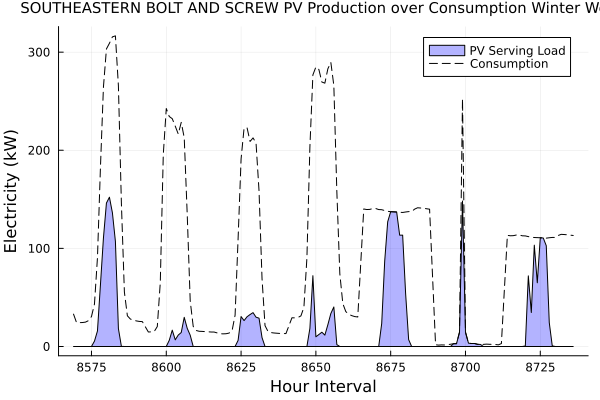 SOUTHEASTERN BOLT AND SCREW PV Production over Consumption Winter
PV Serving Load
Consumption
Electricity (kW)
300
200
100
0
8575 8600 8625 8650 8675 8700 8725
Hour Interval